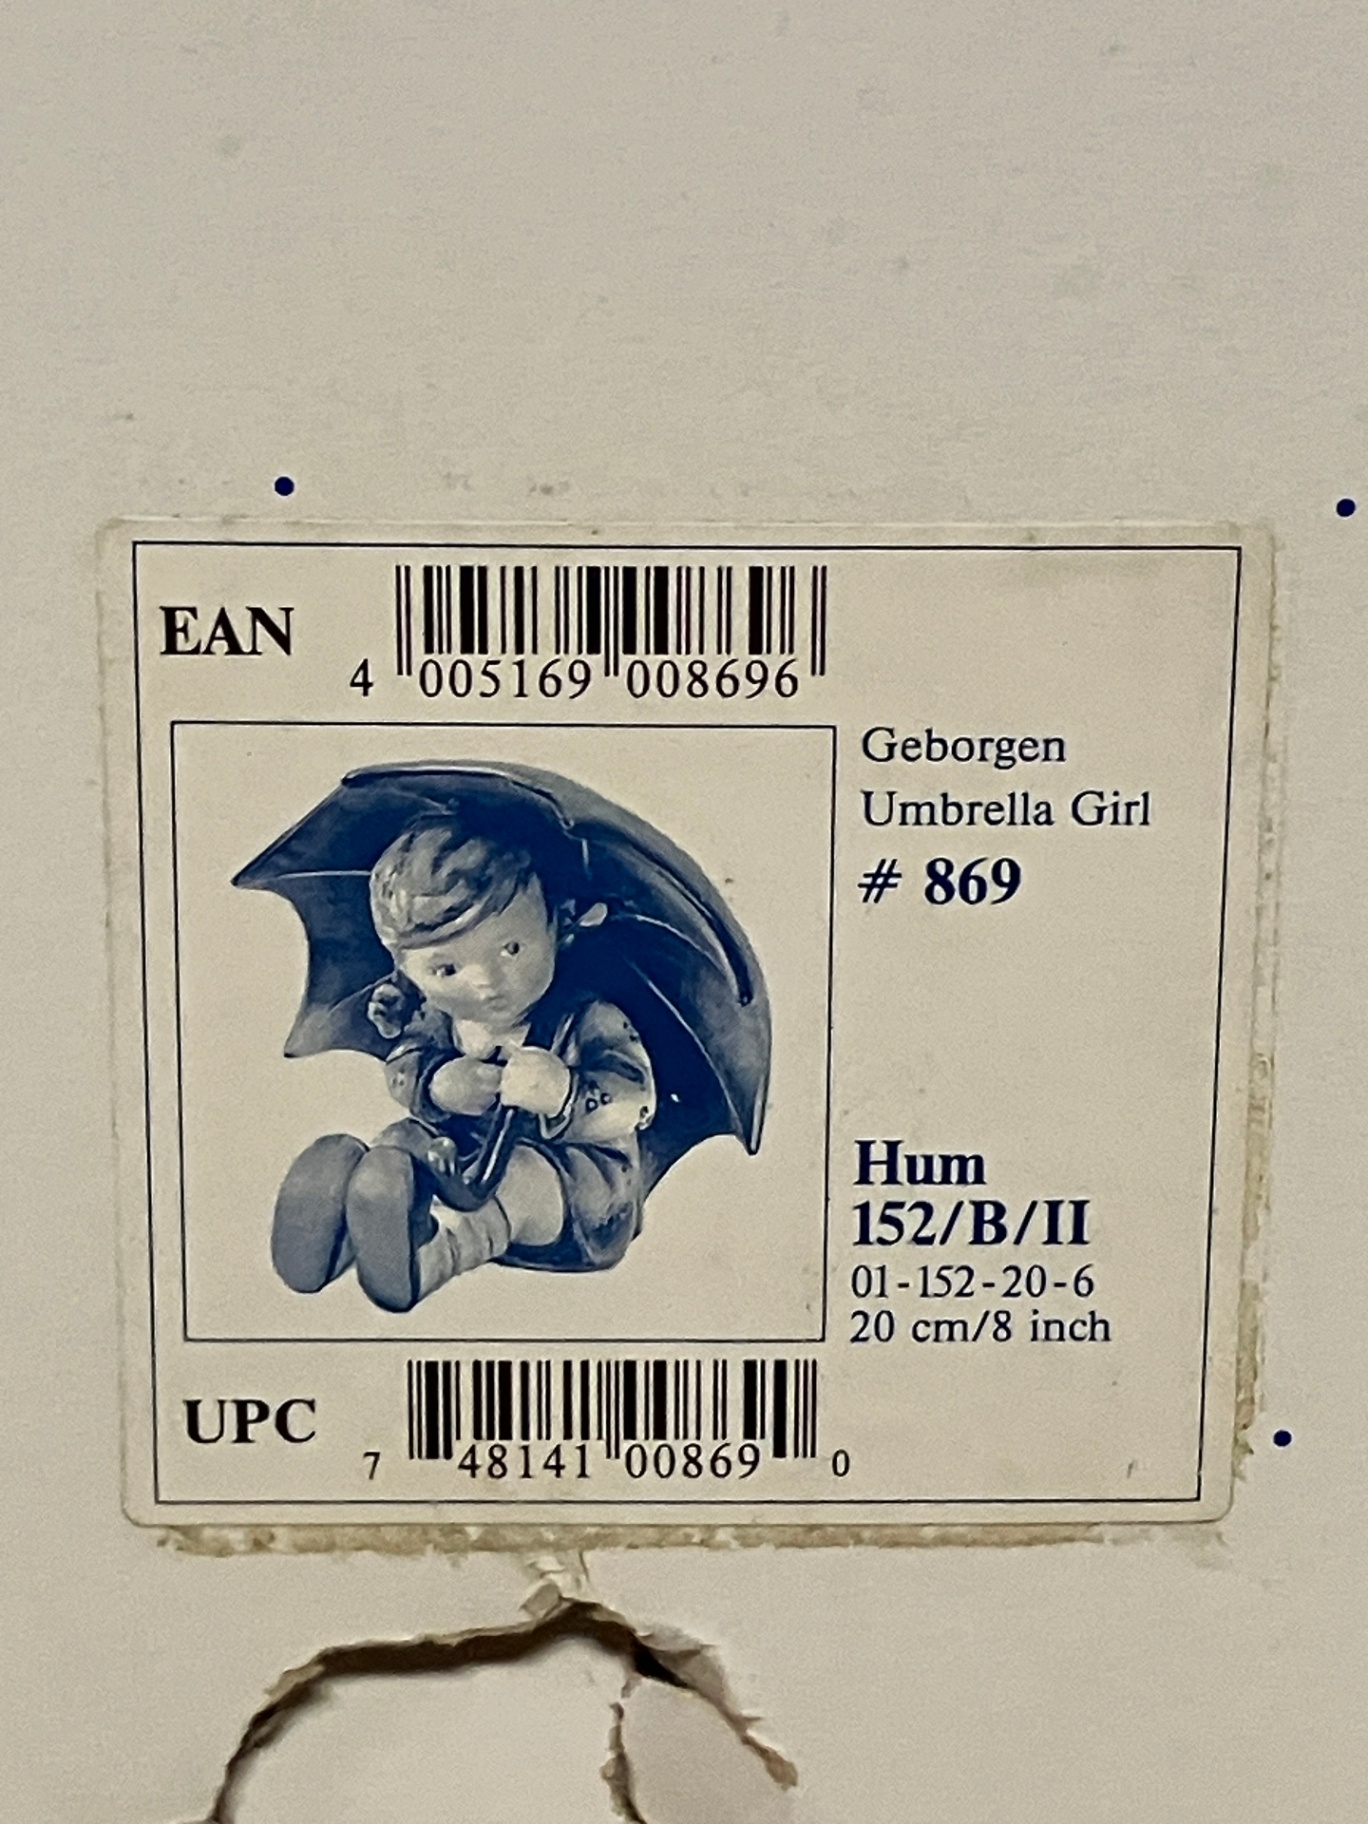 EAN
4 005169 008696
Geborgen
Umbrella Girl
# 869
Hum
152/B/II
01-152-20-6
20 cm/8 inch
UPC
7 48141 00869 0